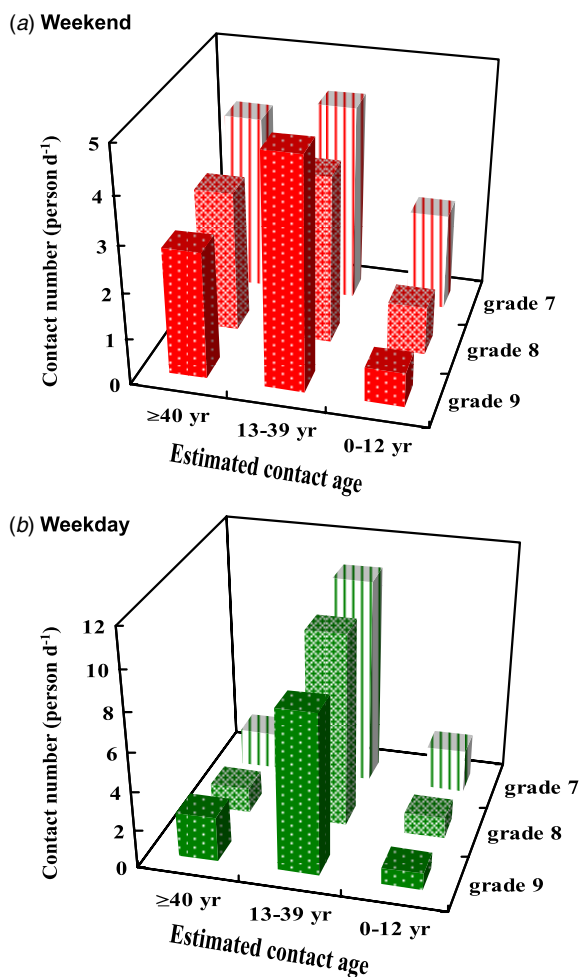 (a) Weekend
Contact number (person d⁻¹)
5
4
3
2
1
0
≥40 yr
13-39 yr
0-12 yr
grade 7
grade 8
grade 9
Estimated contact age
(b) Weekday
Contact number (person d⁻¹)
12
10
8
6
4
2
0
≥40 yr
13-39 yr
0-12 yr
grade 7
grade 8
grade 9
Estimated contact age